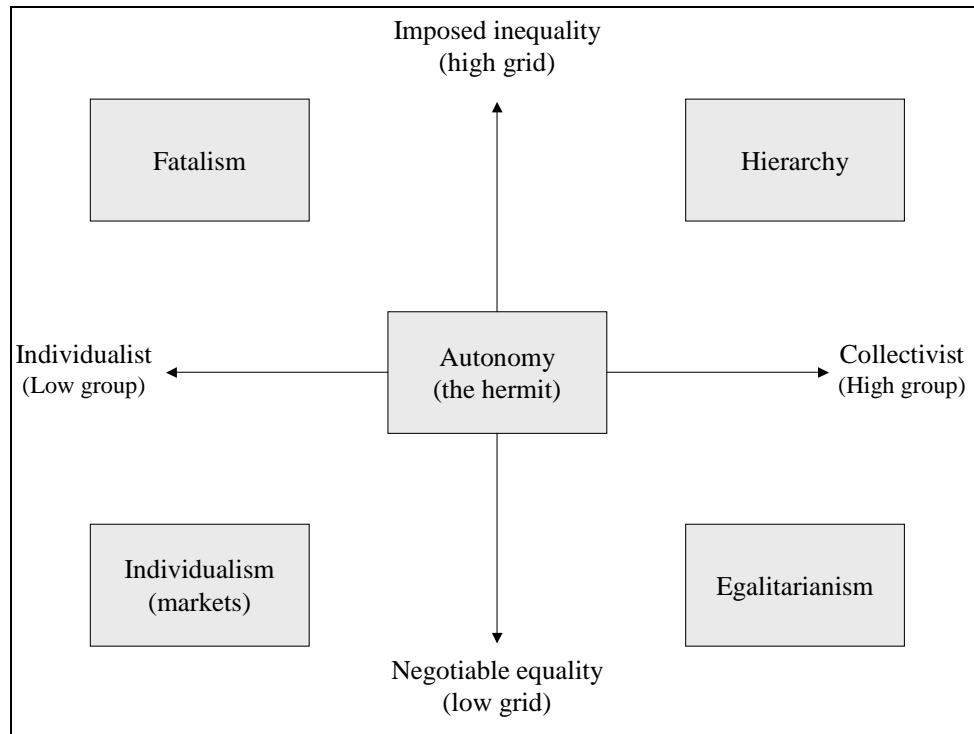 Imposed inequality
(high grid)
Fatalism
Hierarchy
Individualist
(Low group)
Autonomy
(the hermit)
Collectivist
(High group)
Individualism
(markets)
Egalitarianism
Negotiable equality
(low grid)